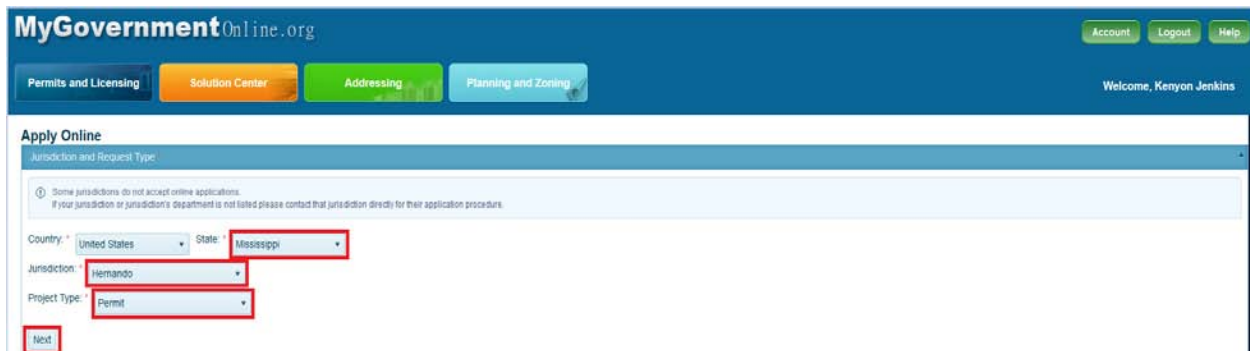 MyGovernmentOnline.org
Account Logout Help
Permits and Licensing Solution Center Addressing Planning and Zoning
Welcome, Kenyon Jenkins
Apply Online
Jurisdiction and Request Type
Some jurisdictions do not accept online applications.
If your jurisdiction or jurisdiction's department is not listed please contact that jurisdiction directly for their application procedure.
Country: * United States State: * Mississippi
Jurisdiction: * Hernando
Project Type: * Permit
Next